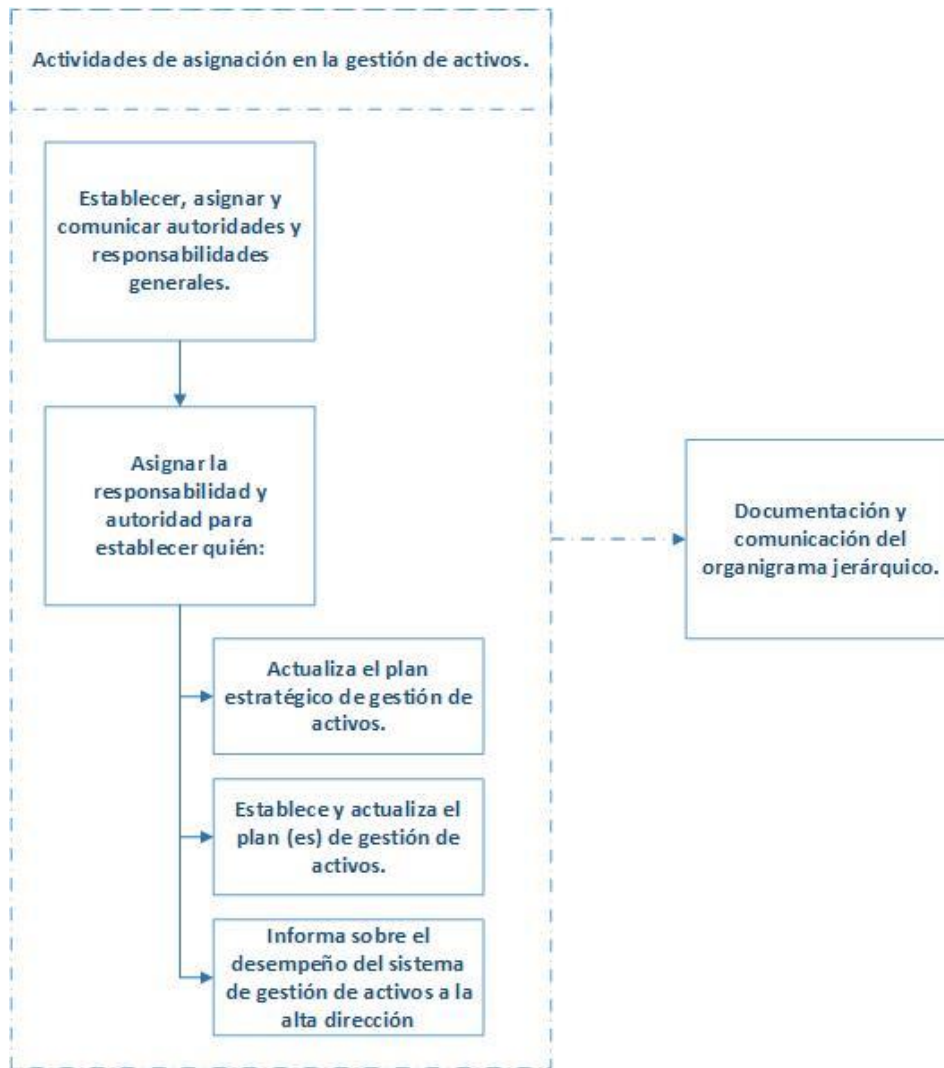 Actividades de asignación en la gestión de activos.
Establecer, asignar y
comunicar autoridades y
responsabilidades
generales.
Asignar la
responsabilidad y
autoridad para
establecer quién:
Actualiza el plan
estratégico de gestión de
activos.
Establece y actualiza el
plan (es) de gestión de
activos.
Informa sobre el
desempeño del sistema
de gestión de activos a la
alta dirección
Documentación y
comunicación del
organigrama jerárquico.